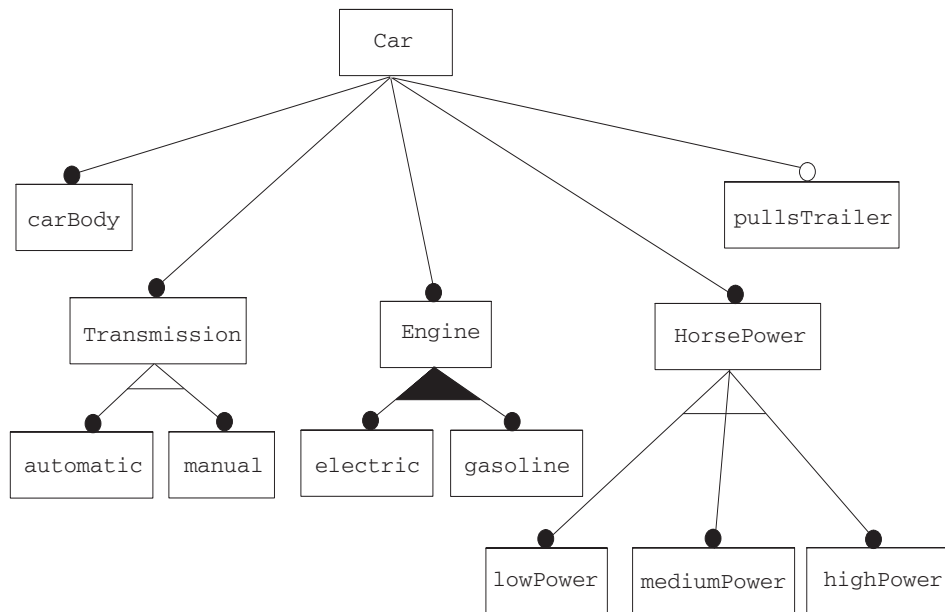 Car
carBody
pullsTrailer
Transmission
Engine
HorsePower
automatic
manual
electric
gasoline
lowPower
mediumPower
highPower